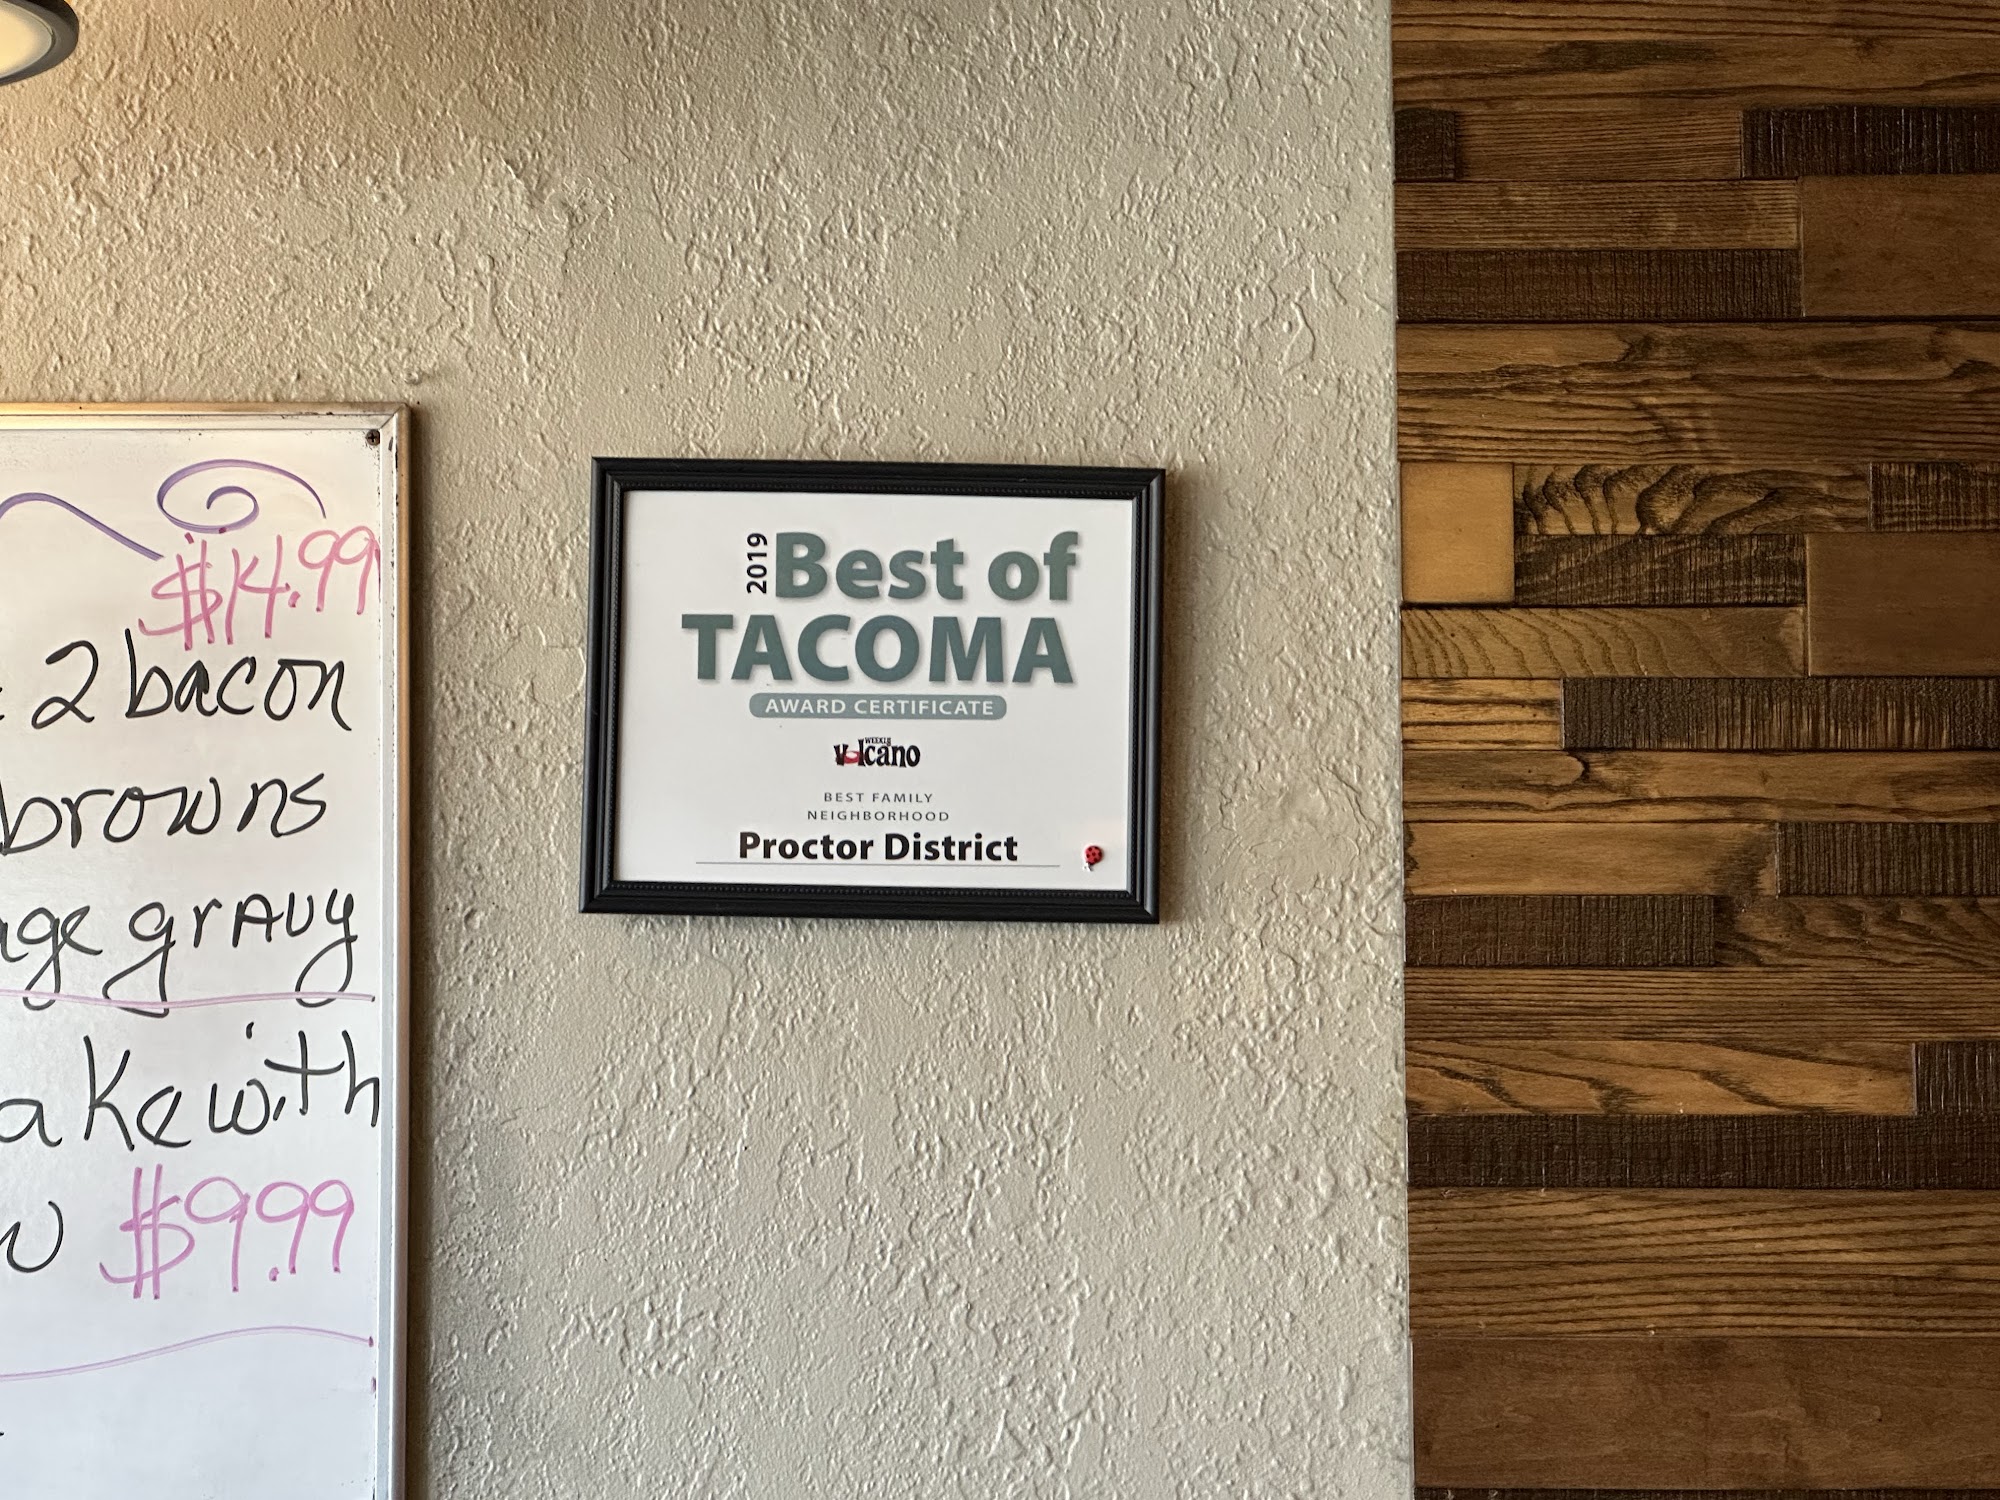 $14.99
2 bacon
browns
gravy
with
$9.99
2019
Best of
TACOMA
AWARD CERTIFICATE
WEEKLY
Volcano
BEST FAMILY
NEIGHBORHOOD
Proctor District